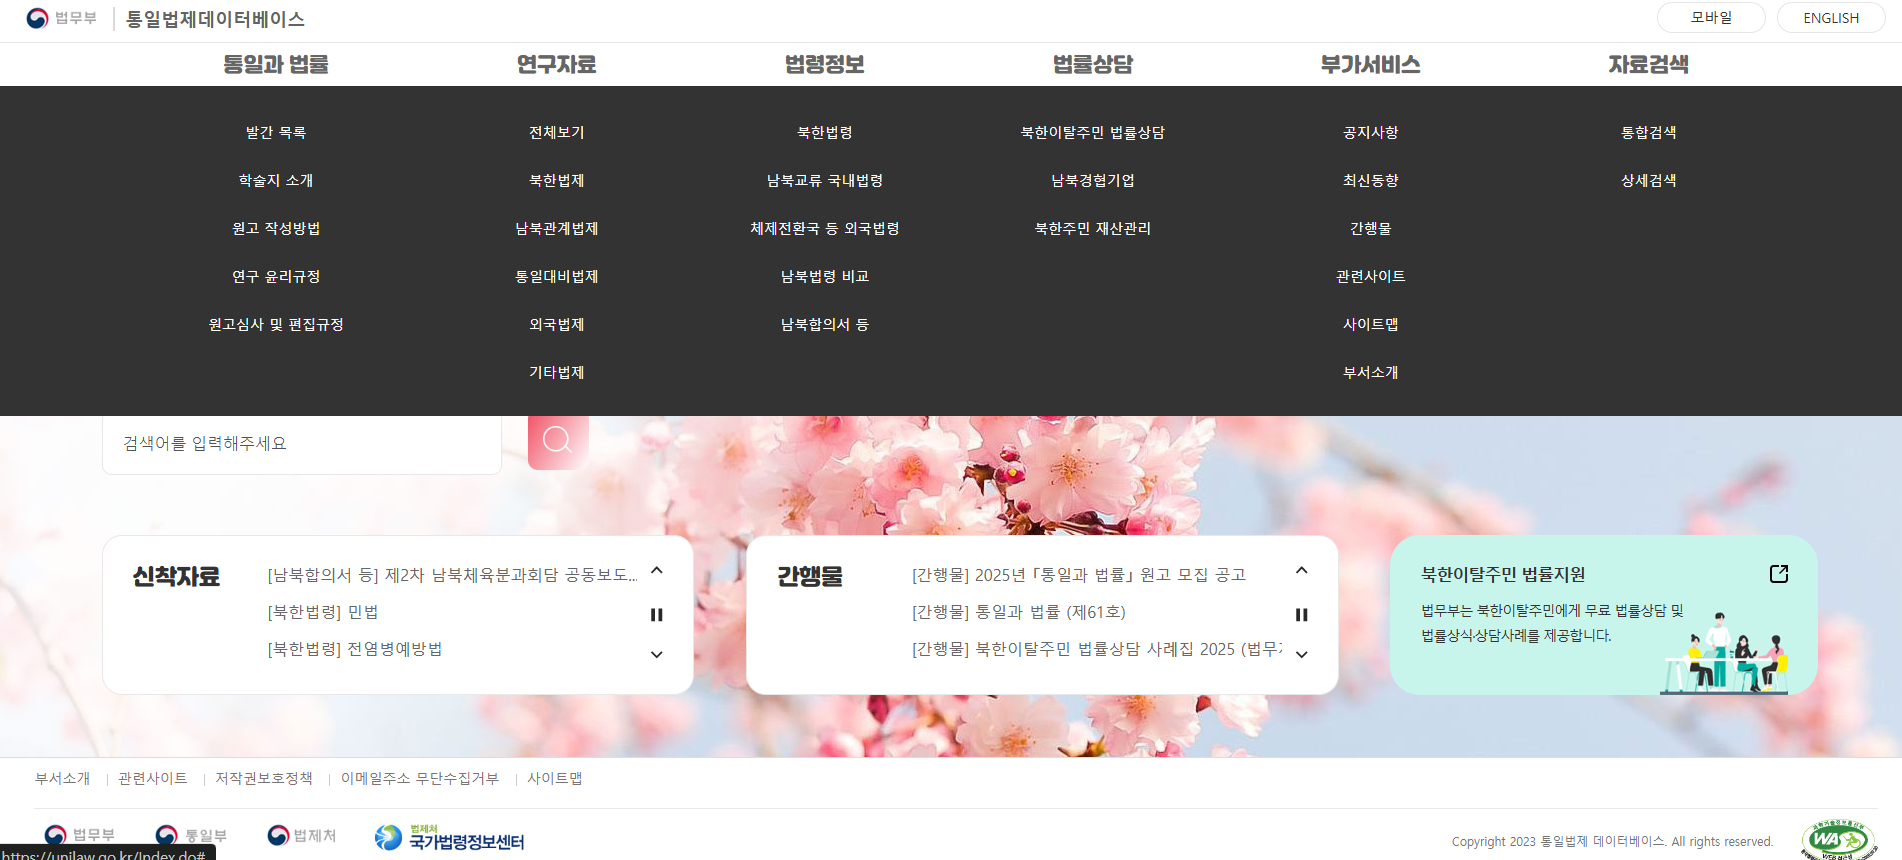 법무부 통일법제데이터베이스 모바일 ENGLISH
통일과 법률 연구자료 법령정보 법률상담 부가서비스 자료검색
발간 목록 전체보기 북한법령 북한이탈주민 법률상담 공지사항 통합검색
학술지 소개 북한법제 남북교류 국내법령 남북경협기업 최신동향 상세검색
원고 작성방법 남북관계법제 체제전환국 등 외국법령 북한주민 재산관리 간행물
연구 윤리규정 통일대비법제 남북법령 비교 관련사이트
원고심사 및 편집규정 외국법제 남북합의서 등 사이트맵
기타법제 부서소개
검색어를 입력해주세요
신착자료
[남북합의서 등] 제2차 남북체육분과회담 공동보도...
[북한법령] 민법
[북한법령] 전염병예방법
간행물
[간행물] 2025년 「통일과 법률」 원고 모집 공고
[간행물] 통일과 법률 (제61호)
[간행물] 북한이탈주민 법률상담 사례집 2025 (법무
북한이탈주민 법률지원
법무부는 북한이탈주민에게 무료 법률상담 및
법률상식·상담사례를 제공합니다.
부서소개 관련사이트 저작권보호정책 이메일주소 무단수집거부 사이트맵
법무부 통일부 법제처 법제처 국가법령정보센터
Copyright 2023 통일법제 데이터베이스. All rights reserved.
WA
https://unilaw.go.kr/Index.do#